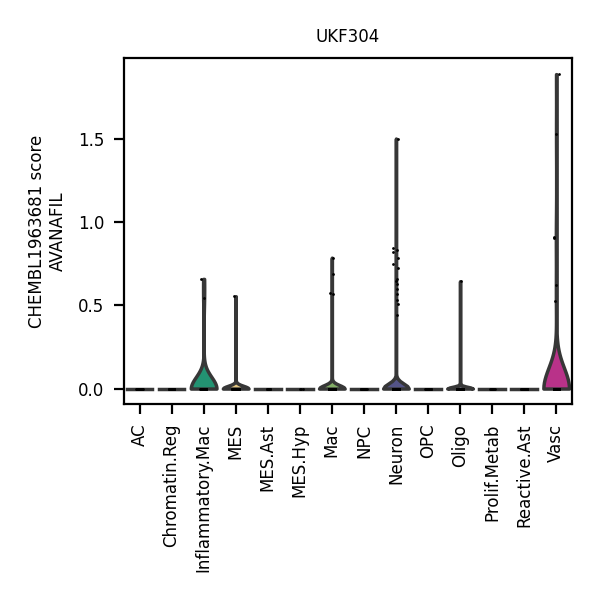 UKF304
CHEMBL1963681 score
AVANAFIL
1.5
1.0
0.5
0.0
AC
Chromatin.Reg
Inflammatory.Mac
MES
MES.Ast
MES.Hyp
Mac
NPC
Neuron
OPC
Oligo
Prolif.Metab
Reactive.Ast
Vasc